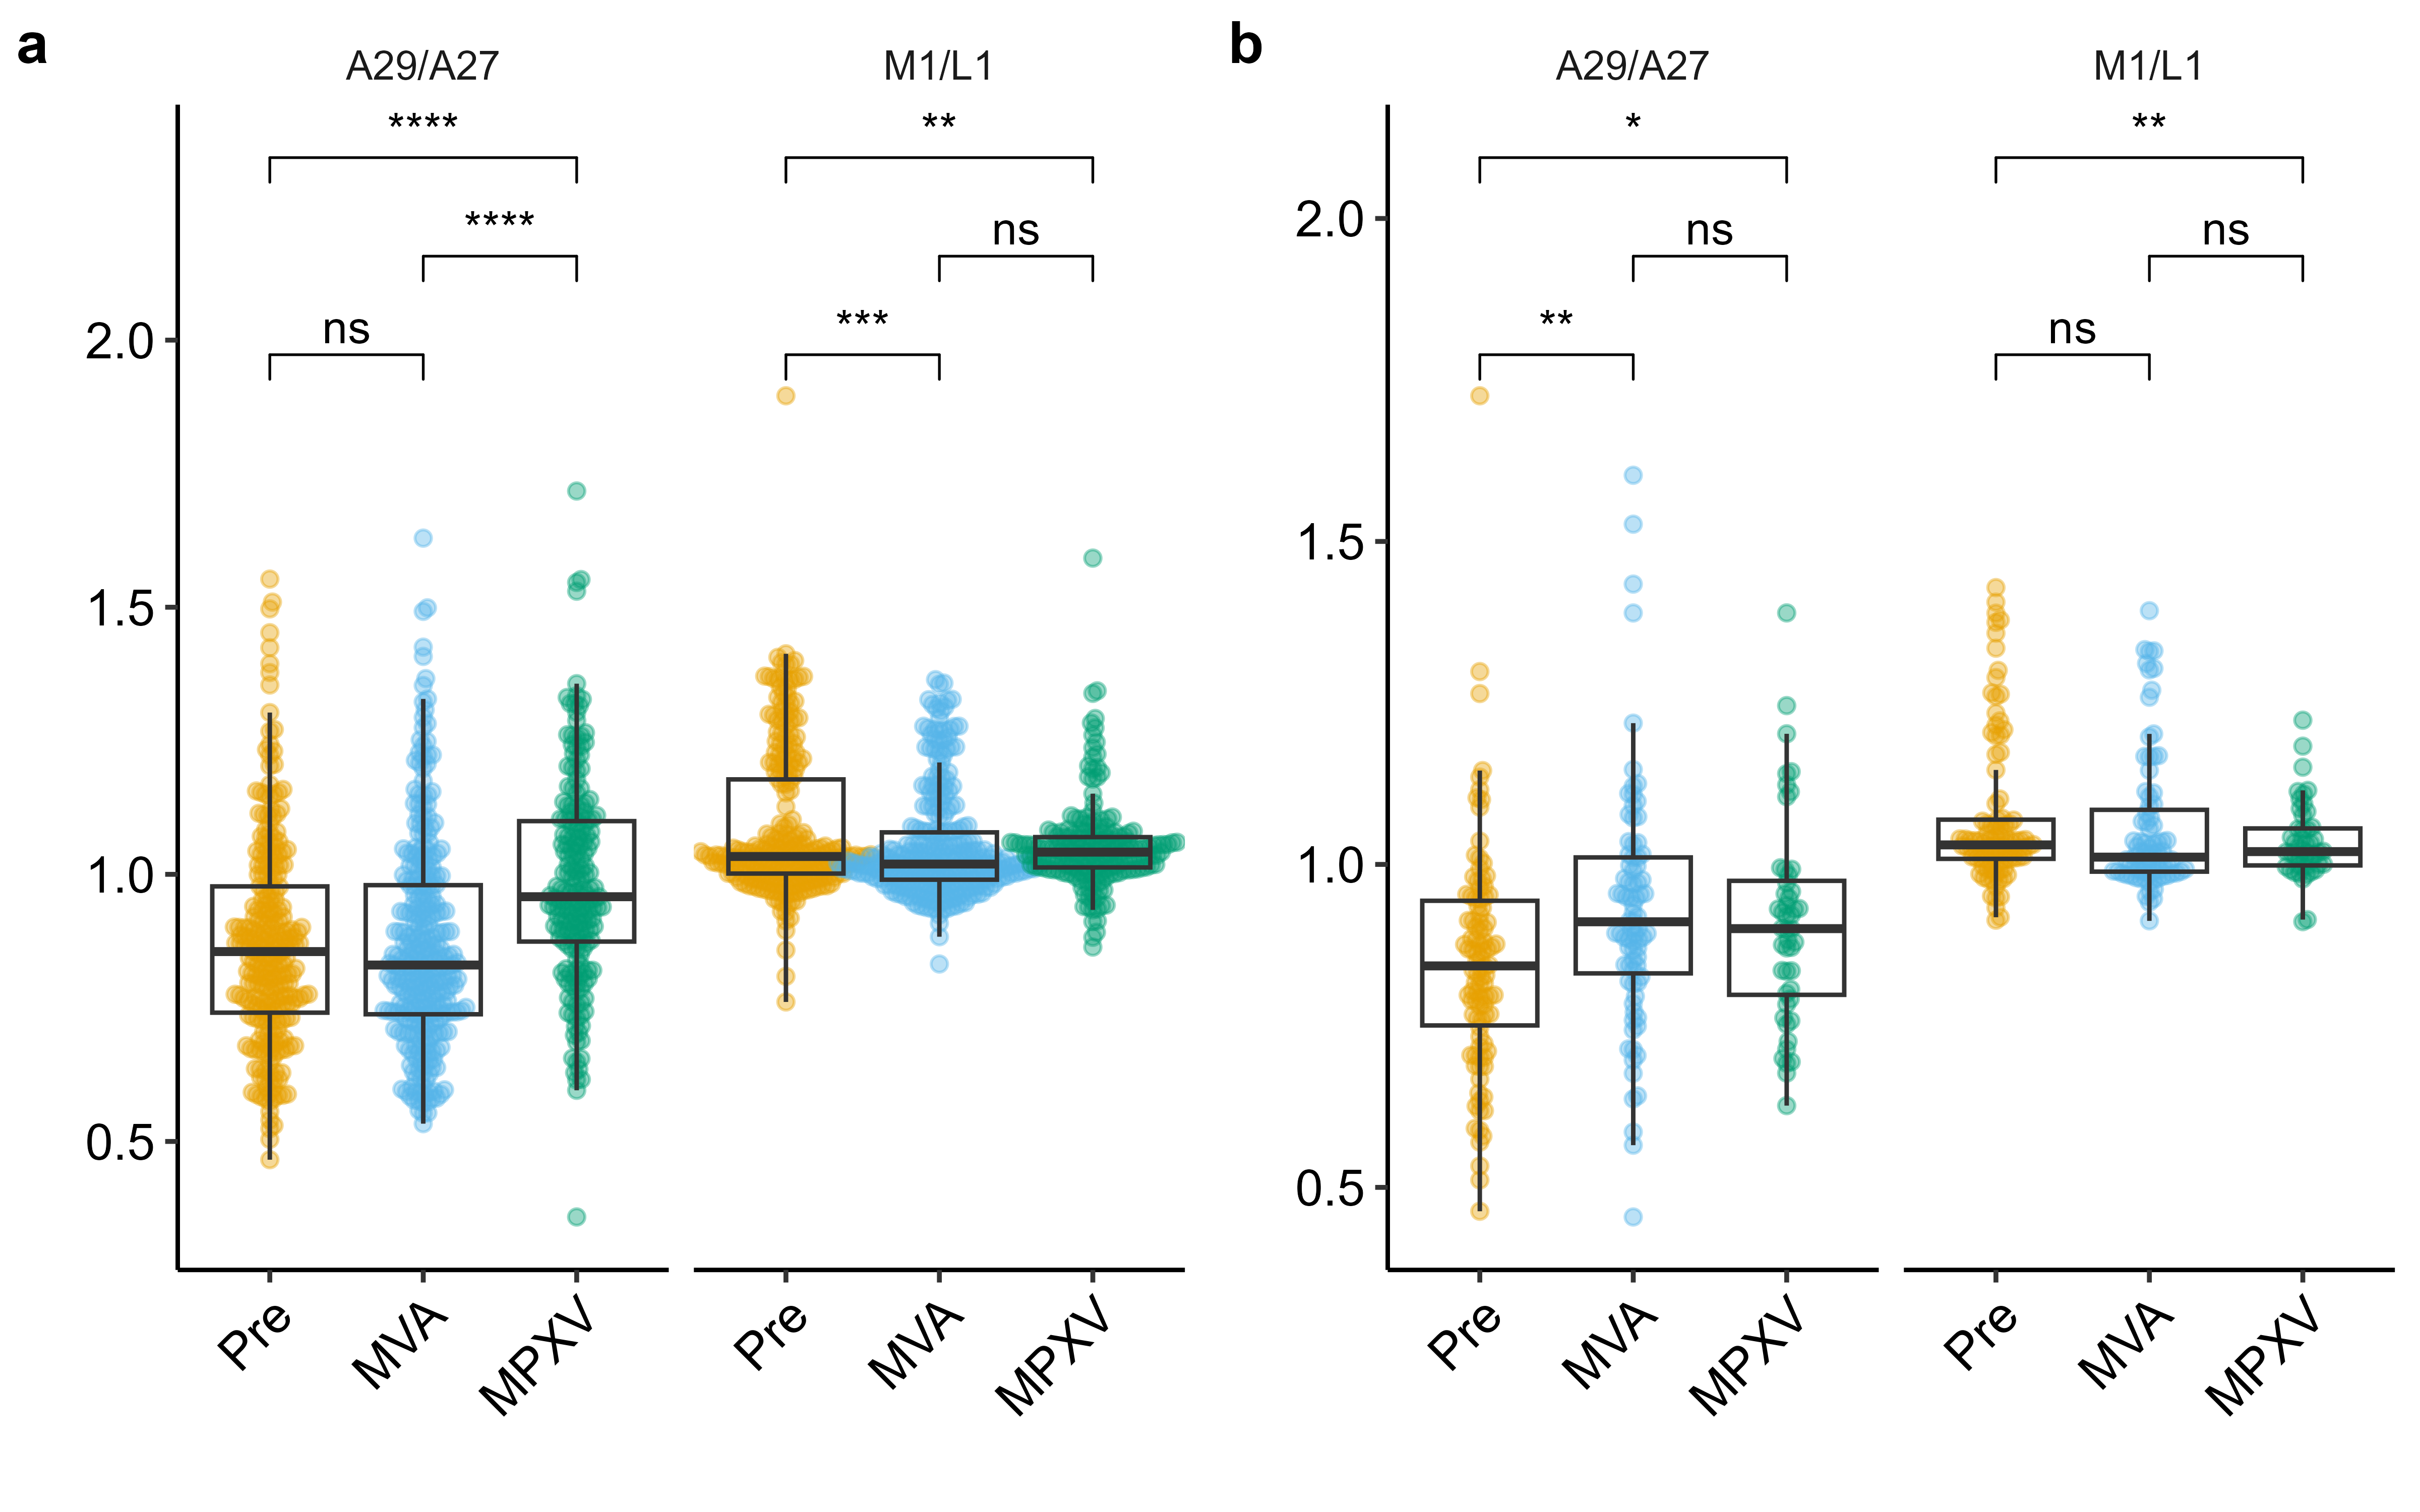 a
A29/A27
M1/L1
****
**
****
ns
ns
***
2.0
1.5
1.0
0.5
Pre
MVA
MPXV
Pre
MVA
MPXV
b
A29/A27
M1/L1
*
**
ns
ns
**
ns
2.0
1.5
1.0
0.5
Pre
MVA
MPXV
Pre
MVA
MPXV